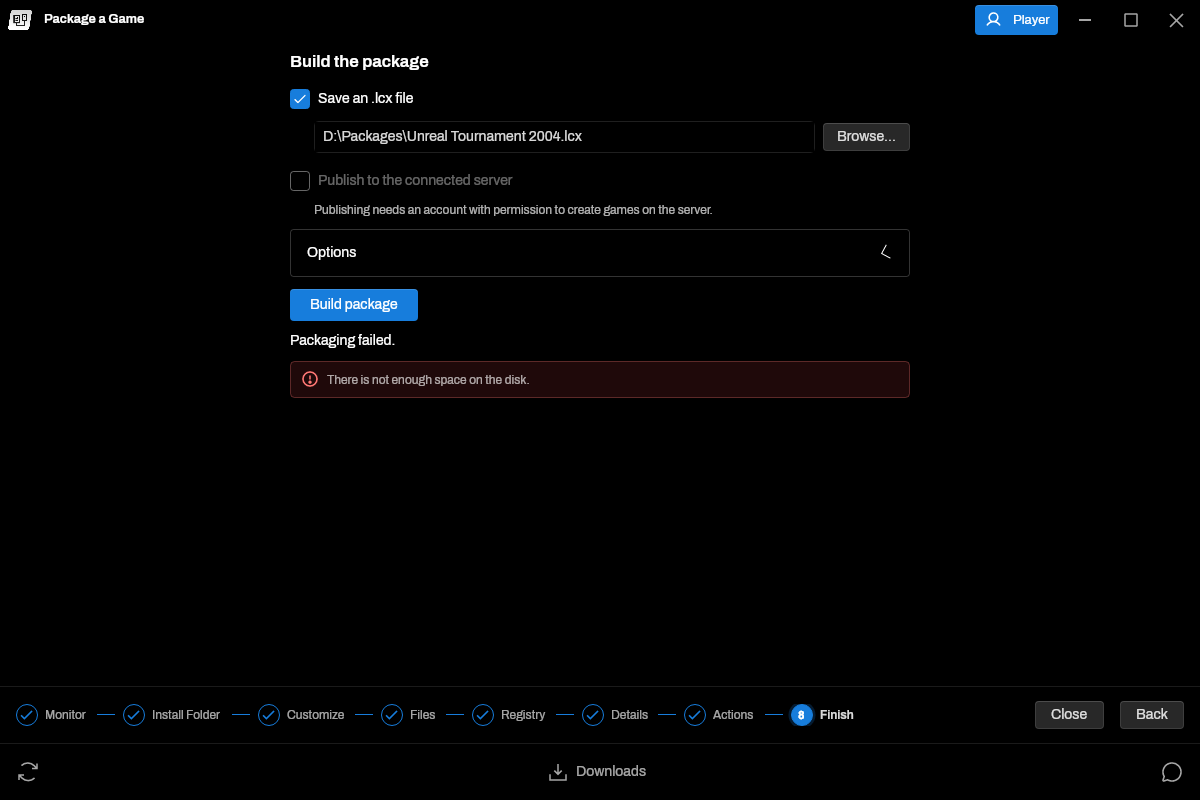 Package a Game
Player
Build the package
Save an .lcx file
D:\Packages\Unreal Tournament 2004.lcx
Browse...
Publish to the connected server
Publishing needs an account with permission to create games on the server.
Options
Build package
Packaging failed.
There is not enough space on the disk.
Monitor
Install Folder
Customize
Files
Registry
Details
Actions
8
Finish
Close
Back
Downloads